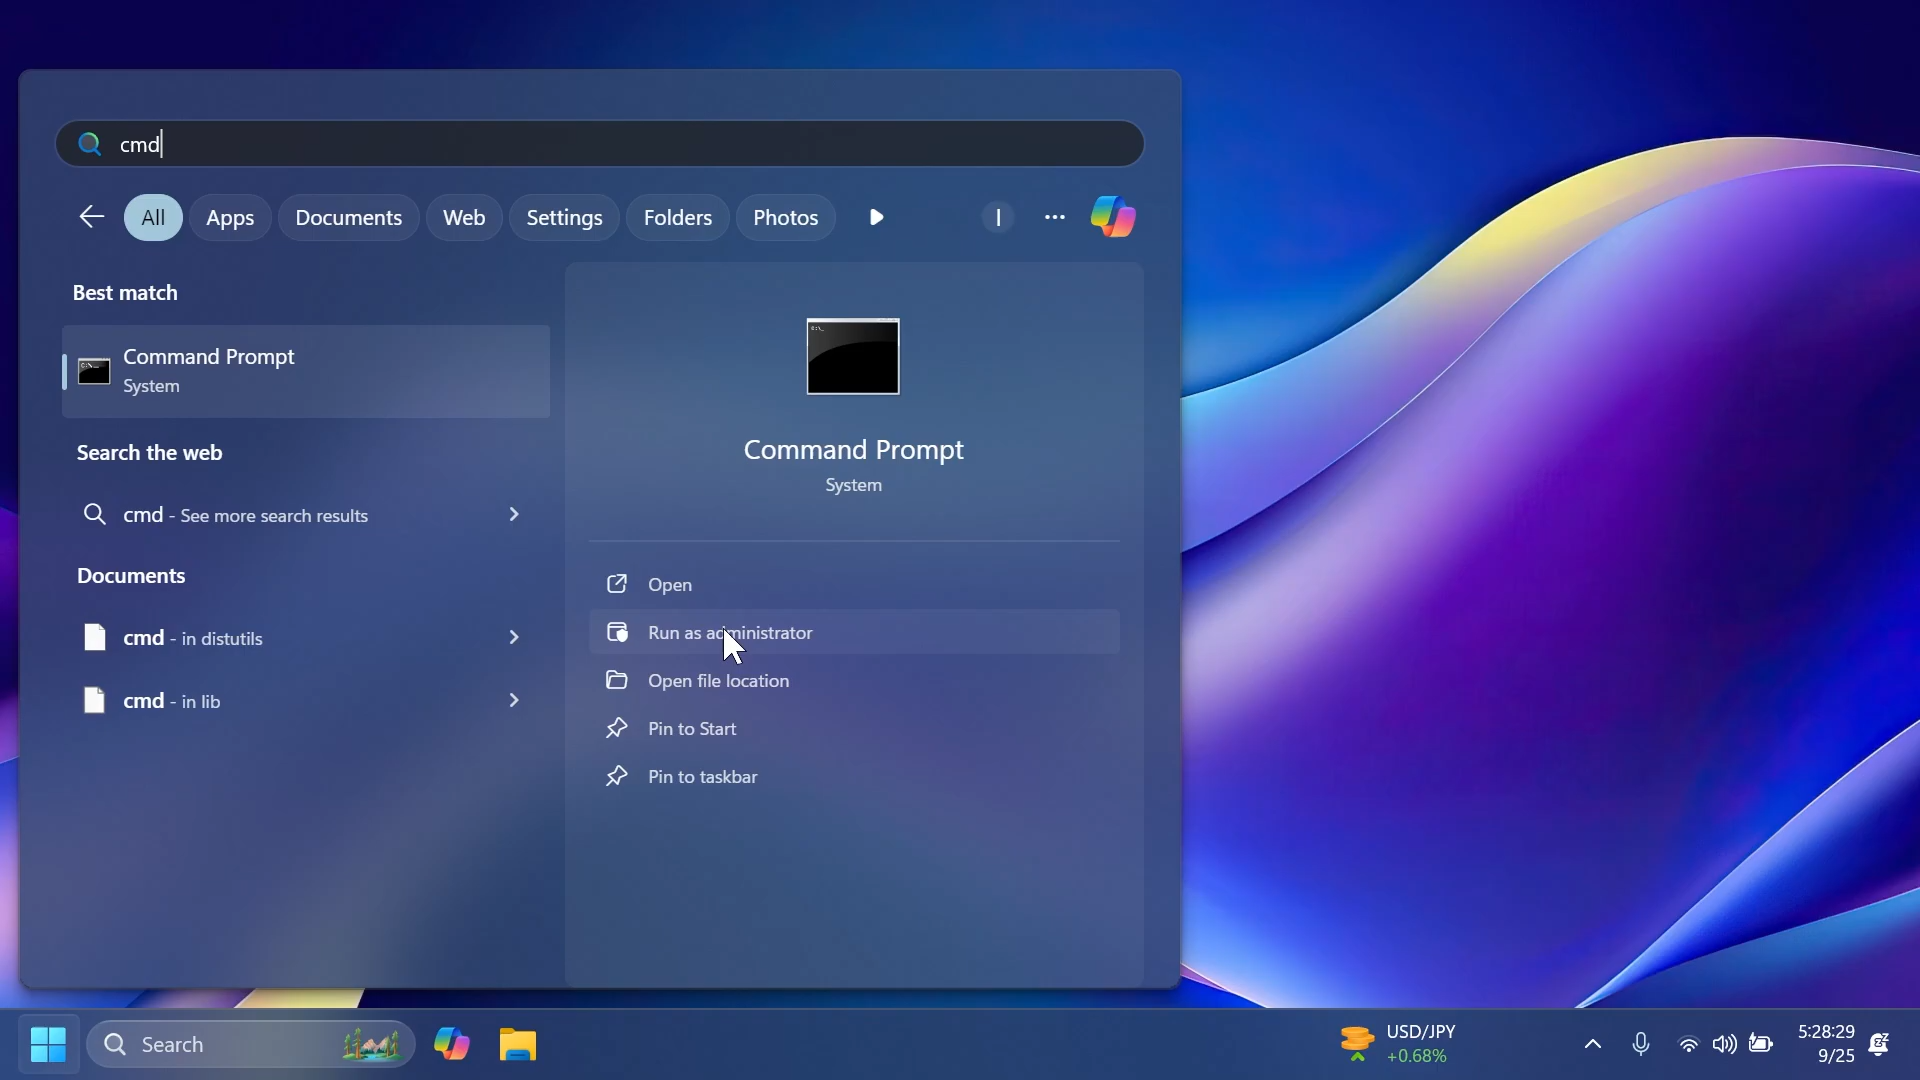 cmd
All Apps Documents Web Settings Folders Photos
Best match
Command Prompt
System
Search the web
cmd - See more search results
Documents
cmd - in distutils
cmd - in lib
Command Prompt
System
Open
Run as administrator
Open file location
Pin to Start
Pin to taskbar
Search
USD/JPY
+0.68%
5:28:29
9/25